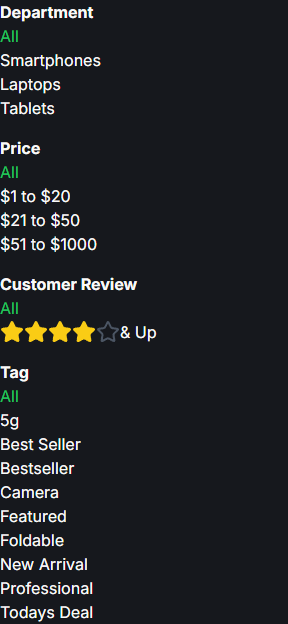 Department
All
Smartphones
Laptops
Tablets
Price
All
$1 to $20
$21 to $50
$51 to $1000
Customer Review
All
& Up
Tag
All
5g
Best Seller
Bestseller
Camera
Featured
Foldable
New Arrival
Professional
Todays Deal